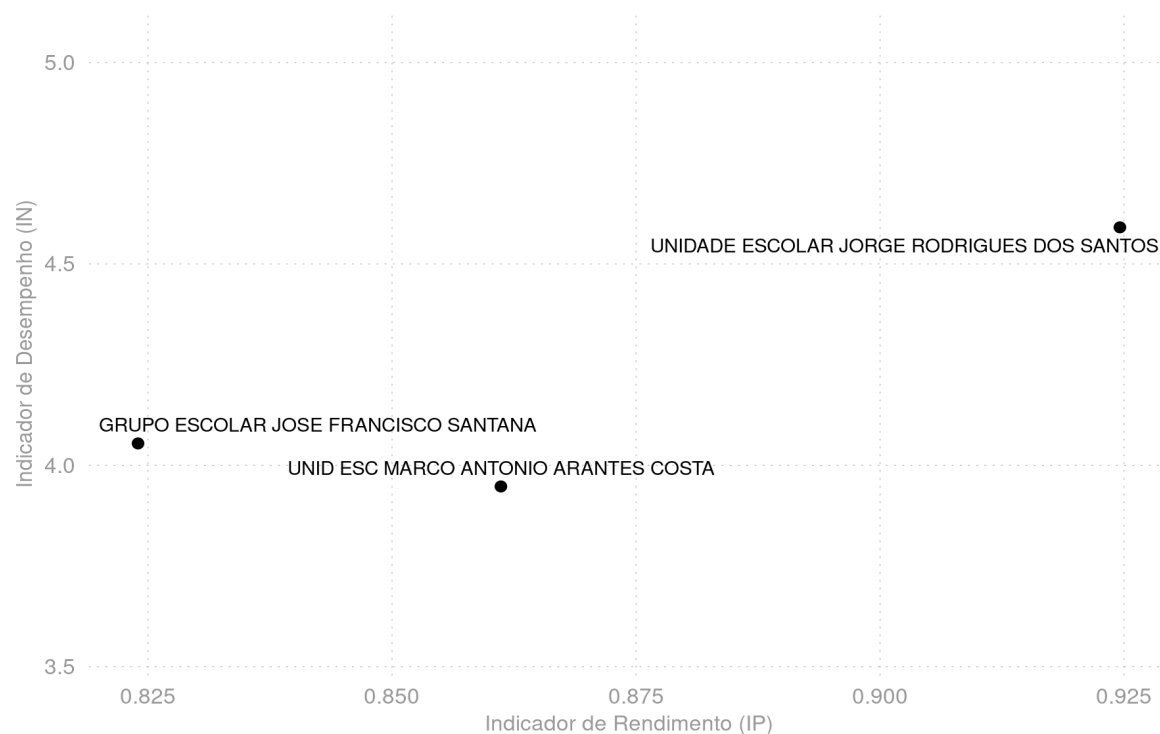 5.0
UNIDADE ESCOLAR JORGE RODRIGUES DOS SANTOS
4.5
GRUPO ESCOLAR JOSE FRANCISCO SANTANA
4.0
UNID ESC MARCO ANTONIO ARANTES COSTA
3.5
0.825 0.850 0.875 0.900 0.925
Indicador de Rendimento (IP)
Indicador de Desempenho (IN)